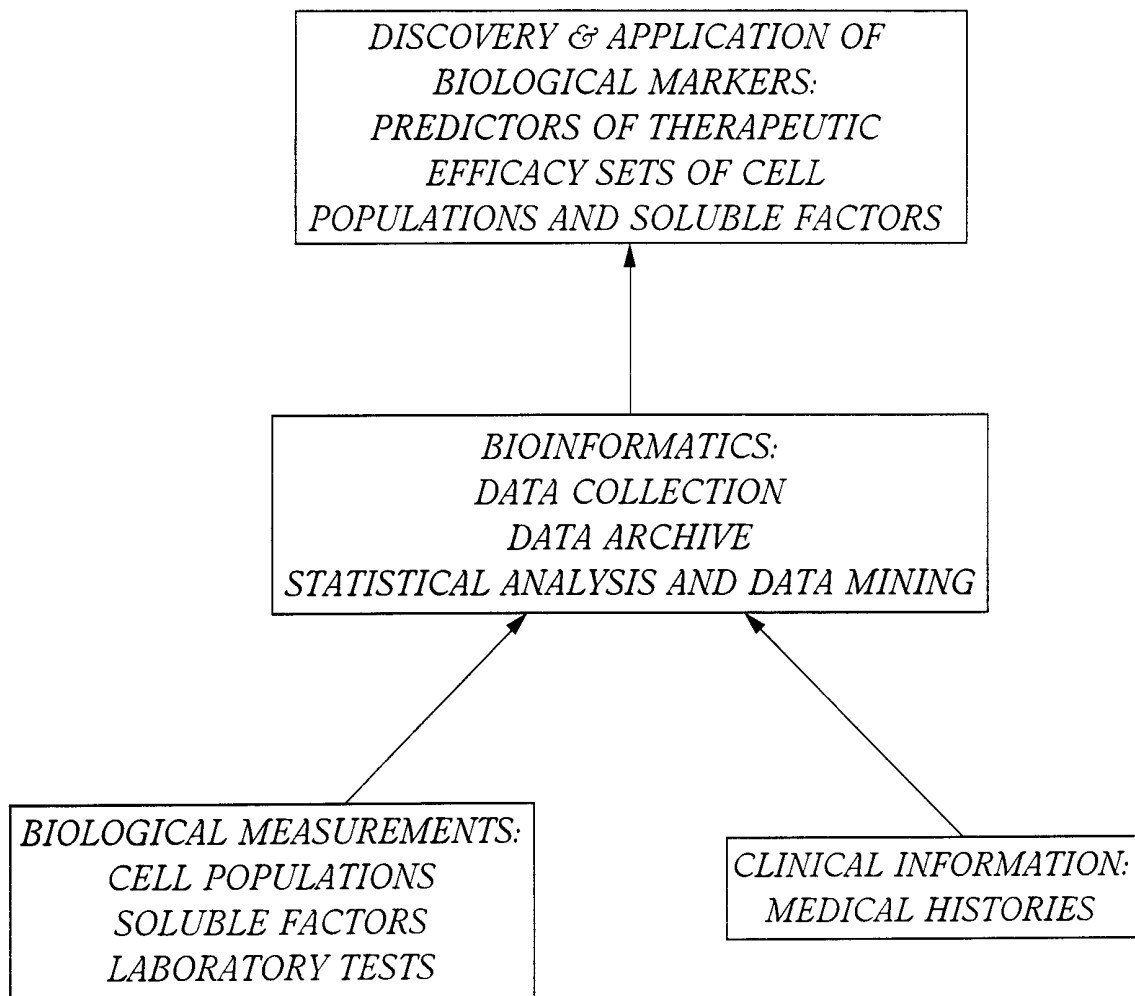 DISCOVERY & APPLICATION OF
BIOLOGICAL MARKERS:
PREDICTORS OF THERAPEUTIC
EFFICACY SETS OF CELL
POPULATIONS AND SOLUBLE FACTORS
BIOINFORMATICS:
DATA COLLECTION
DATA ARCHIVE
STATISTICAL ANALYSIS AND DATA MINING
BIOLOGICAL MEASUREMENTS:
CELL POPULATIONS
SOLUBLE FACTORS
LABORATORY TESTS
CLINICAL INFORMATION:
MEDICAL HISTORIES